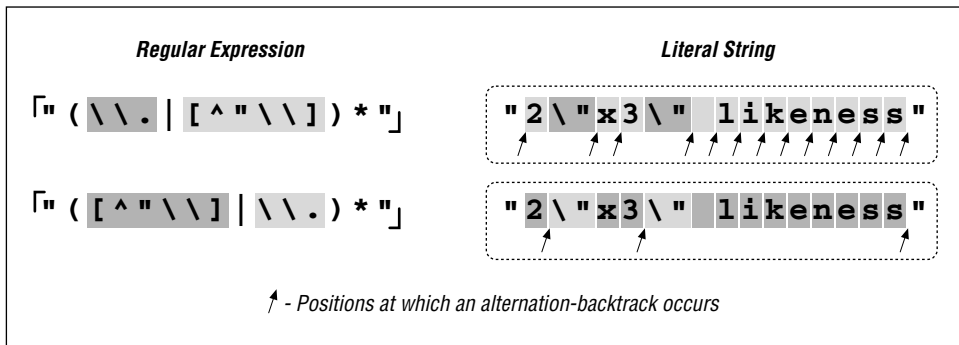 Regular Expression Literal String
「"(\\.|[^"\\])*"」 "2\"x3\" likeness"
「"([^"\\]|\\.)*"」 "2\"x3\" likeness"
- Positions at which an alternation-backtrack occurs